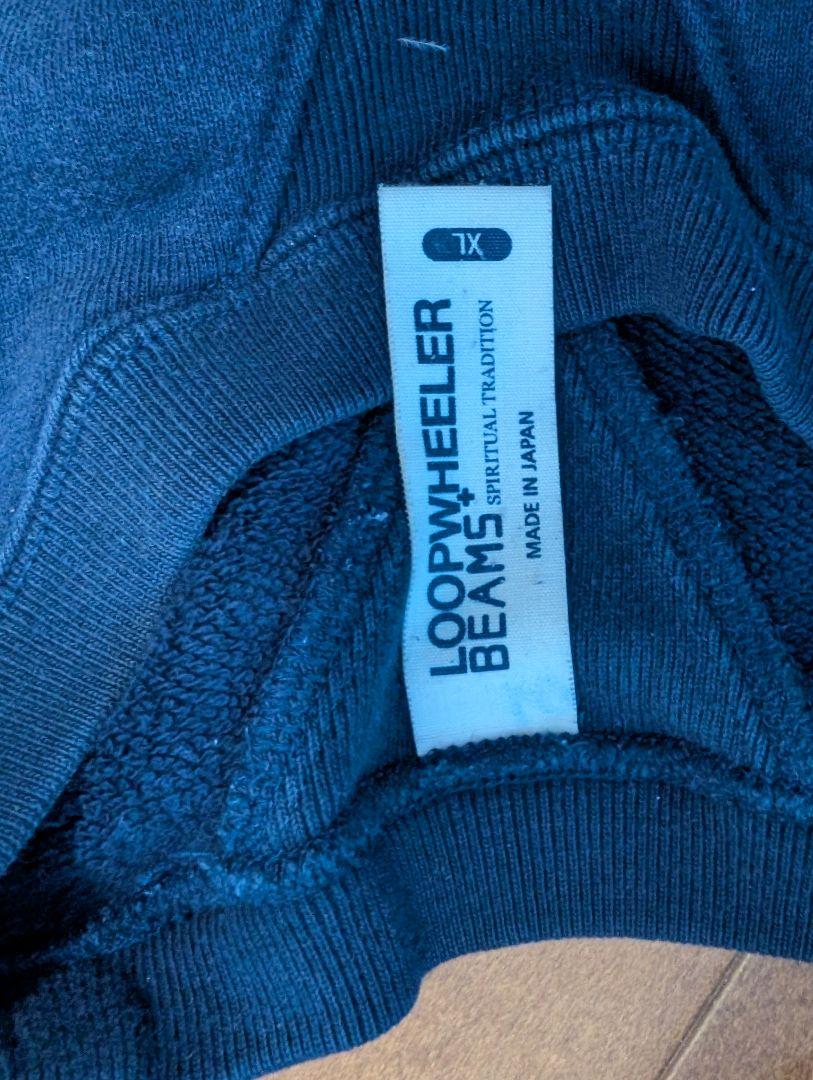 XL
LOOPWHEELER
+
BEAMS
SPIRITUAL TRADITION
MADE IN JAPAN